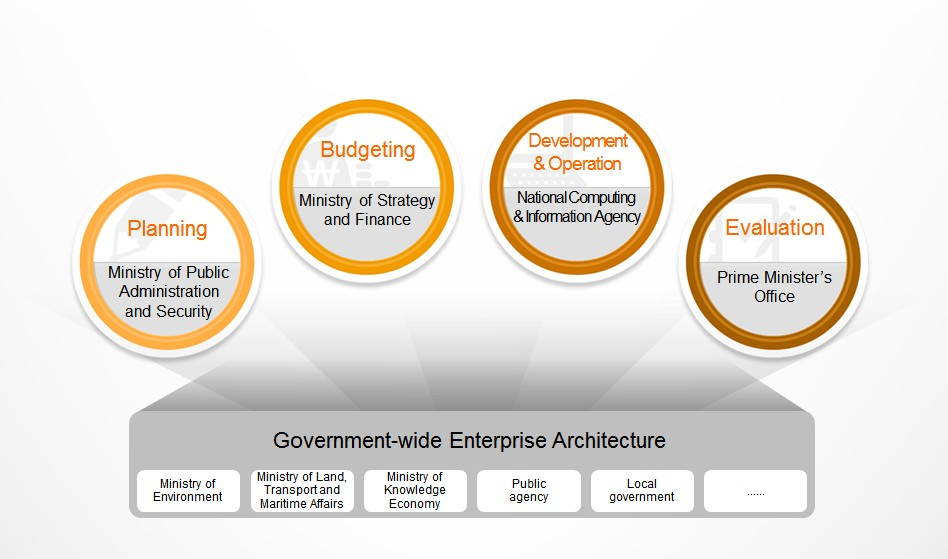 Planning
Ministry of Public
Administration
and Security
Budgeting
₩
Ministry of Strategy
and Finance
Development
& Operation
National Computing
& Information Agency
Evaluation
Prime Minister’s
Office
Government-wide Enterprise Architecture
Ministry of
Environment
Ministry of Land,
Transport and
Maritime Affairs
Ministry of
Knowledge
Economy
Public
agency
Local
government
......